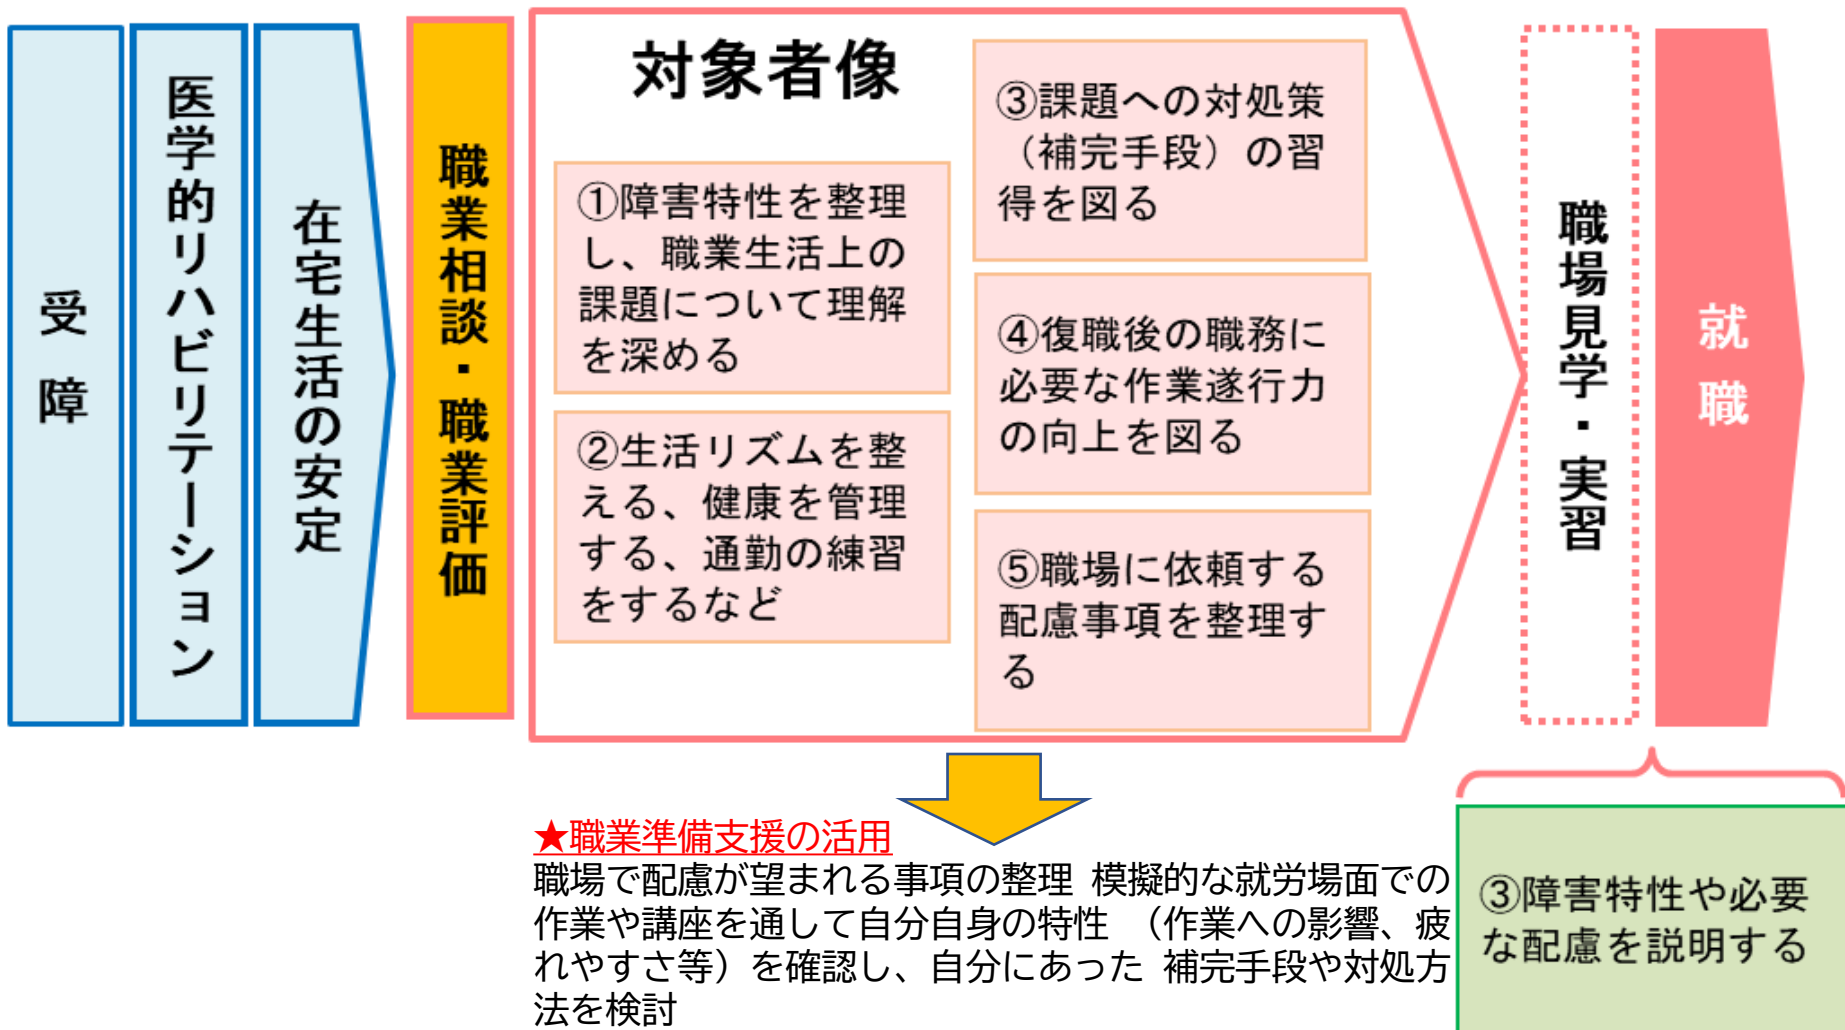 受障
医学的リハビリテーション
在宅生活の安定
職業相談・職業評価
対象者像
①障害特性を整理
し、職業生活上の
課題について理解
を深める
②生活リズムを整
える、健康を管理
する、通勤の練習
をするなど
③課題への対処策
（補完手段）の習
得を図る
④復職後の職務に
必要な作業遂行力
の向上を図る
⑤職場に依頼する
配慮事項を整理す
る
職場見学・実習
就職
★職業準備支援の活用
職場で配慮が望まれる事項の整理 模擬的な就労場面での
作業や講座を通して自分自身の特性 （作業への影響、疲
れやすさ等）を確認し、自分にあった 補完手段や対処方
法を検討
③障害特性や必要
な配慮を説明する